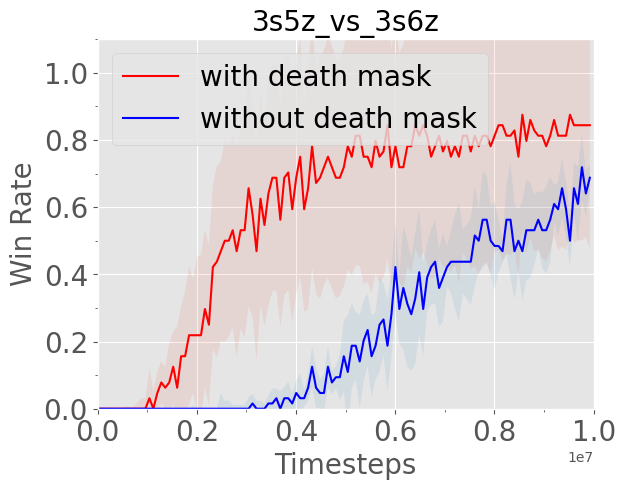 3s5z_vs_3s6z
with death mask
without death mask
Win Rate
1.0
0.8
0.6
0.4
0.2
0.0
0.0 0.2 0.4 0.6 0.8 1.0
1e7
Timesteps